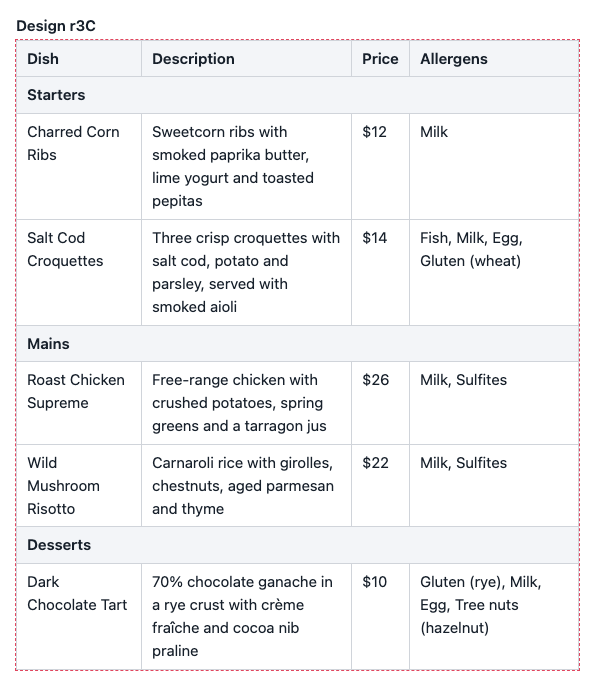 Design r3C
Dish Description Price Allergens
Starters
Charred Corn Ribs
Sweetcorn ribs with
smoked paprika butter,
lime yogurt and toasted
pepitas
$12
Milk
Salt Cod
Croquettes
Three crisp croquettes with
salt cod, potato and
parsley, served with
smoked aioli
$14
Fish, Milk, Egg,
Gluten (wheat)
Mains
Roast Chicken
Supreme
Free-range chicken with
crushed potatoes, spring
greens and a tarragon jus
$26
Milk, Sulfites
Wild
Mushroom
Risotto
Carnaroli rice with girolles,
chestnuts, aged parmesan
and thyme
$22
Milk, Sulfites
Desserts
Dark
Chocolate Tart
70% chocolate ganache in
a rye crust with crème
fraîche and cocoa nib
praline
$10
Gluten (rye), Milk,
Egg, Tree nuts
(hazelnut)